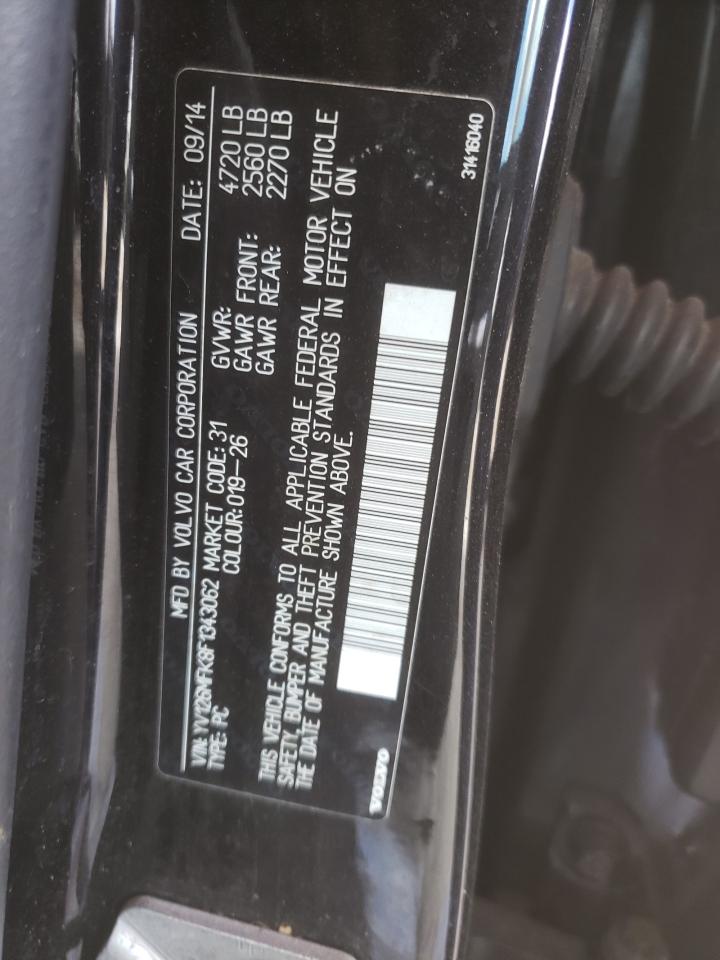 MFD BY VOLVO CAR CORPORATION DATE: 09/14
VIN: YV126MFK8F1343062 MARKET CODE: 31 GVWR: 4720 LB
TYPE: PC COLOUR: 019-26 GAWR FRONT: 2560 LB
GAWR REAR: 2270 LB
THIS VEHICLE CONFORMS TO ALL APPLICABLE FEDERAL MOTOR VEHICLE
SAFETY, BUMPER AND THEFT PREVENTION STANDARDS IN EFFECT ON
THE DATE OF MANUFACTURE SHOWN ABOVE.
VOLVO 31416040